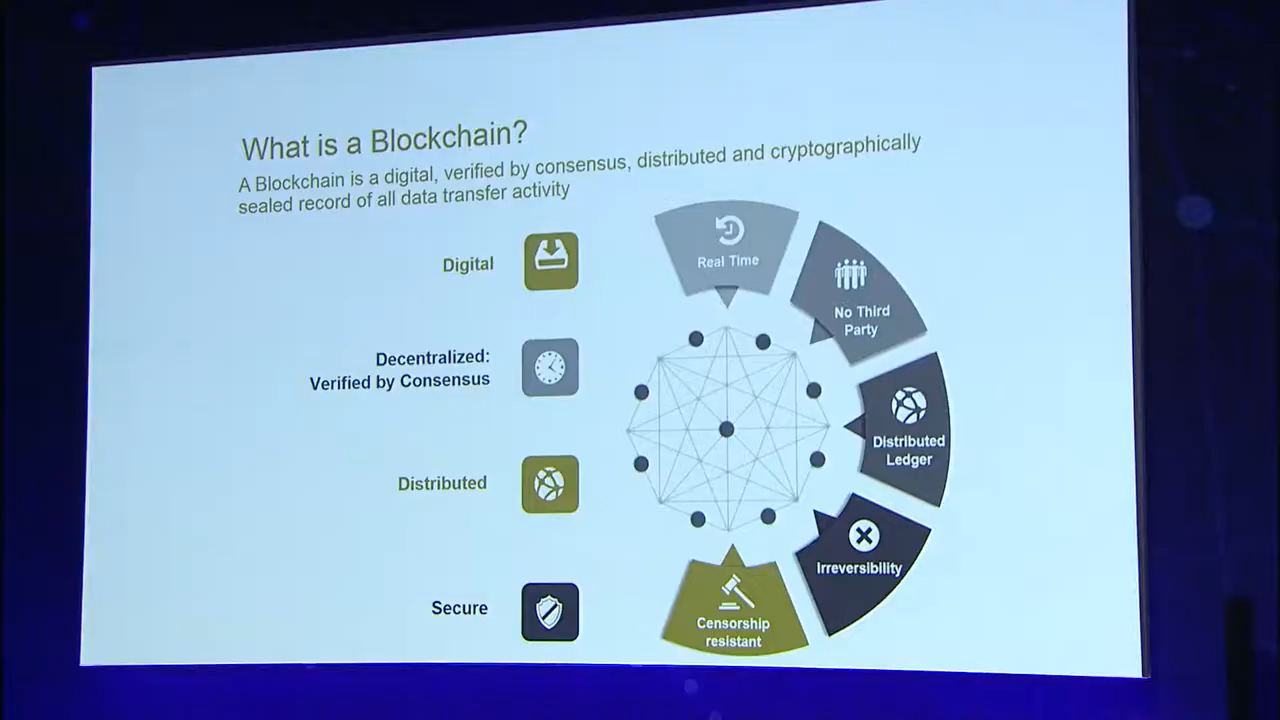 What is a Blockchain?
A Blockchain is a digital, verified by consensus, distributed and cryptographically
sealed record of all data transfer activity
Digital
Decentralized:
Verified by Consensus
Distributed
Secure
Real Time
No Third
Party
Distributed
Ledger
Irreversibility
Censorship
resistant